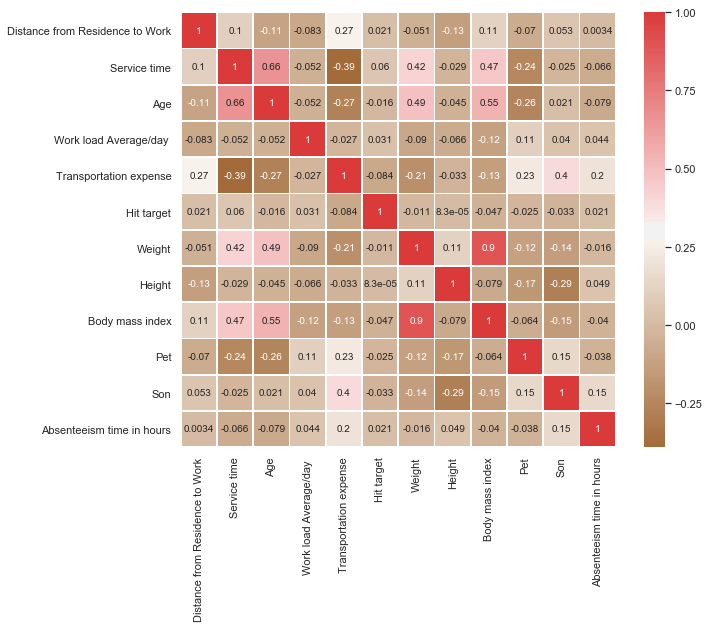 Distance from Residence to Work 1 0.1 -0.11 -0.083 0.27 0.021 -0.051 -0.13 0.11 -0.07 0.053 0.0034
Service time 0.1 1 0.66 -0.052 -0.39 0.06 0.42 -0.029 0.47 -0.24 -0.025 -0.066
Age -0.11 0.66 1 -0.052 -0.27 -0.016 0.49 -0.045 0.55 -0.26 0.021 -0.079
Work load Average/day -0.083 -0.052 -0.052 1 -0.027 0.031 -0.09 -0.066 -0.12 0.11 0.04 0.044
Transportation expense 0.27 -0.39 -0.27 -0.027 1 -0.084 -0.21 -0.033 -0.13 0.23 0.4 0.2
Hit target 0.021 0.06 -0.016 0.031 -0.084 1 -0.011 8.3e-05 -0.047 -0.025 -0.033 0.021
Weight -0.051 0.42 0.49 -0.09 -0.21 -0.011 1 0.11 0.9 -0.12 -0.14 -0.016
Height -0.13 -0.029 -0.045 -0.066 -0.033 8.3e-05 0.11 1 -0.079 -0.17 -0.29 0.049
Body mass index 0.11 0.47 0.55 -0.12 -0.13 -0.047 0.9 -0.079 1 -0.064 -0.15 -0.04
Pet -0.07 -0.24 -0.26 0.11 0.23 -0.025 -0.12 -0.17 -0.064 1 0.15 -0.038
Son 0.053 -0.025 0.021 0.04 0.4 -0.033 -0.14 -0.29 -0.15 0.15 1 0.15
Absenteeism time in hours 0.0034 -0.066 -0.079 0.044 0.2 0.021 -0.016 0.049 -0.04 -0.038 0.15 1
Distance from Residence to Work
Service time
Age
Work load Average/day
Transportation expense
Hit target
Weight
Height
Body mass index
Pet
Son
Absenteeism time in hours
1.00
0.75
0.50
0.25
0.00
-0.25